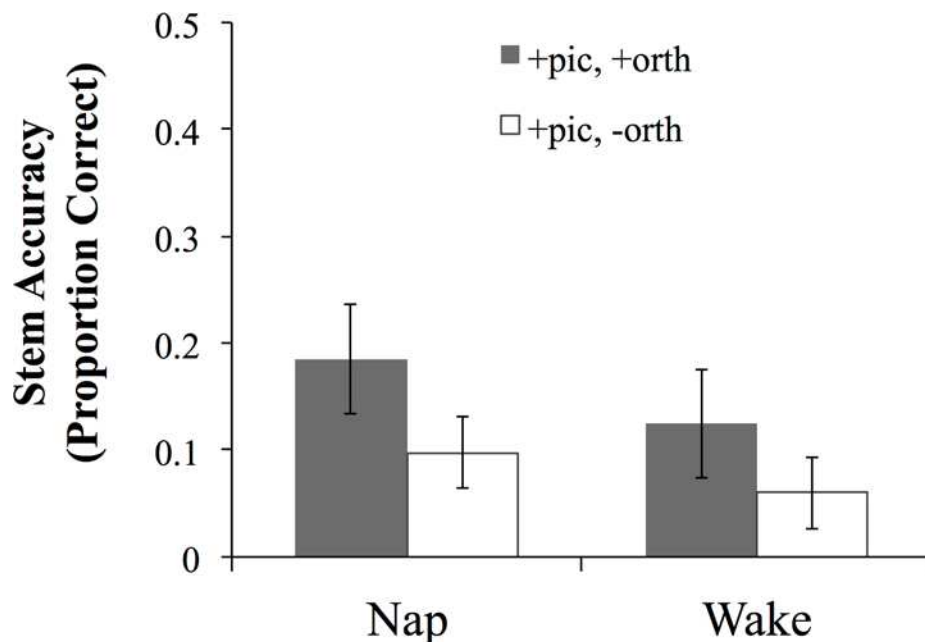 Stem Accuracy
(Proportion Correct)
0.5
0.4
0.3
0.2
0.1
0
+pic, +orth
+pic, -orth
Nap
Wake